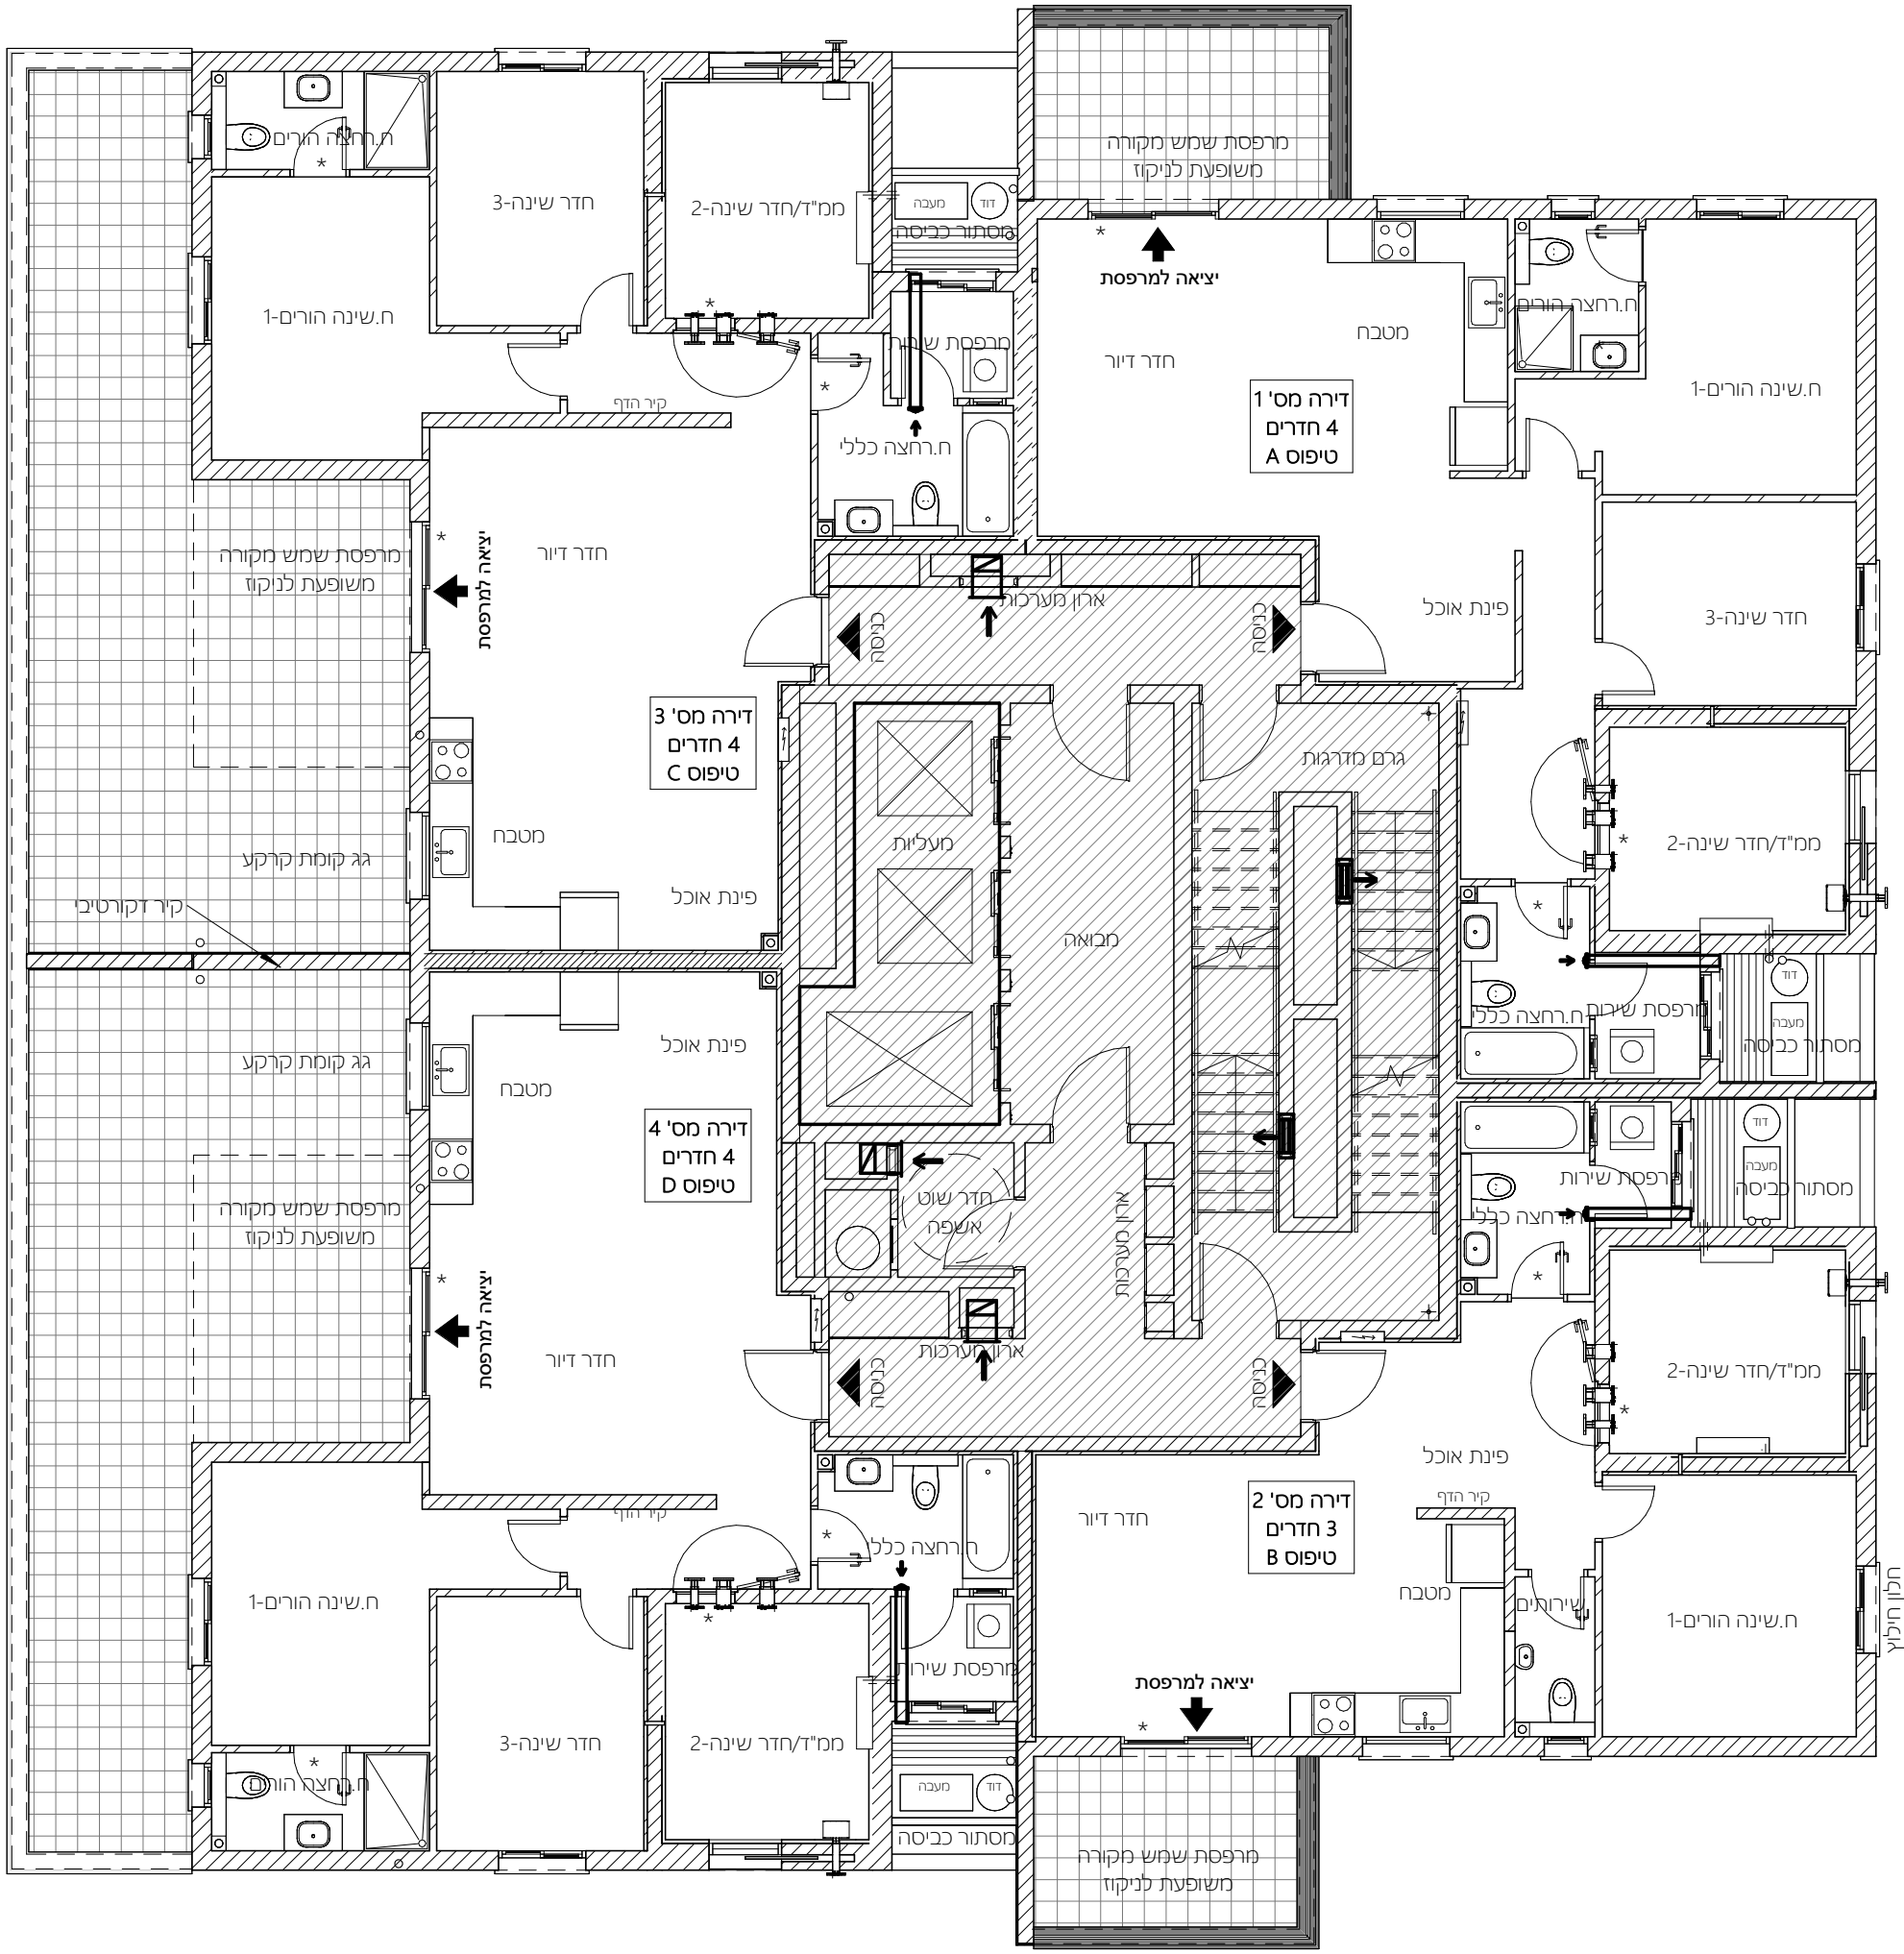 ח.רחצה הורים
חדר שינה-3
ממ"ד/חדר שינה-2
מעבה
דוד
מסתור כביסה
ח.שינה הורים-1
מרפסת שירות
קיר הדף
ח.רחצה כללי
מרפסת שמש מקורה
משופעת לניקוז
יציאה למרפסת
חדר דיור
דירה מס' 3
4 חדרים
טיפוס C
מטבח
פינת אוכל
גג קומת קרקע
קיר דקורטיבי
מרפסת שמש מקורה
משופעת לניקוז
יציאה למרפסת
חדר דיור
מטבח
דירה מס' 1
4 חדרים
טיפוס A
ח.רחצה הורים
ח.שינה הורים-1
פינת אוכל
חדר שינה-3
ממ"ד/חדר שינה-2
ח.רחצה כללי
מרפסת שירות
דוד
מעבה
מסתור כביסה
ארון מערכות
כניסה
כניסה
גרם מדרגות
מעליות
מבואה
חדר שוט
אשפה
ארון מערכות
ארון מערכות
כניסה
כניסה
גג קומת קרקע
מטבח
פינת אוכל
דירה מס' 4
4 חדרים
טיפוס D
מרפסת שמש מקורה
משופעת לניקוז
יציאה למרפסת
חדר דיור
קיר הדף
ח.רחצה כללי
ח.שינה הורים-1
חדר שינה-3
ממ"ד/חדר שינה-2
מרפסת שירות
ח.רחצה הורים
מעבה
דוד
מסתור כביסה
דוד
מעבה
מסתור כביסה
מרפסת שירות
ח.רחצה כללי
ממ"ד/חדר שינה-2
פינת אוכל
קיר הדף
דירה מס' 2
3 חדרים
טיפוס B
חדר דיור
מטבח
שירותים
ח.שינה הורים-1
חלון חילוץ
יציאה למרפסת
מרפסת שמש מקורה
משופעת לניקוז